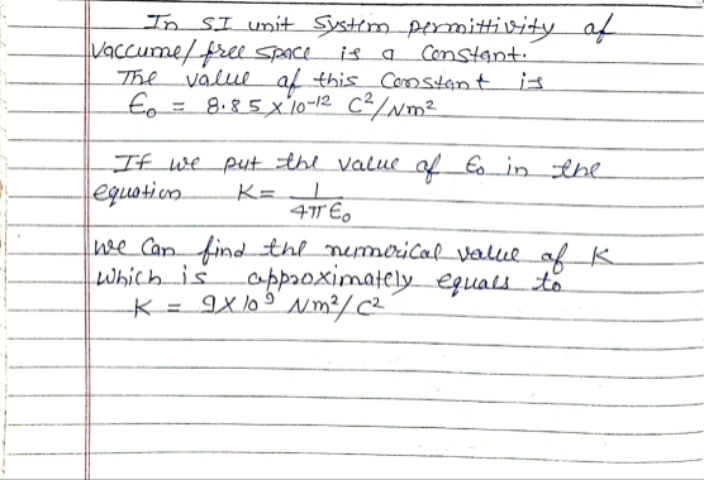 In SI unit System permittivity of
Vaccume/ free space is a Constant.
The value of this Constant is
ϵ₀ = 8.85 x 10⁻¹² C²/Nm²
If we put the value of ϵ₀ in the
equation K = 1/4πϵ₀
we Can find the numerical value of K
which is approximately equals to
K = 9 x 10⁹ Nm²/C²